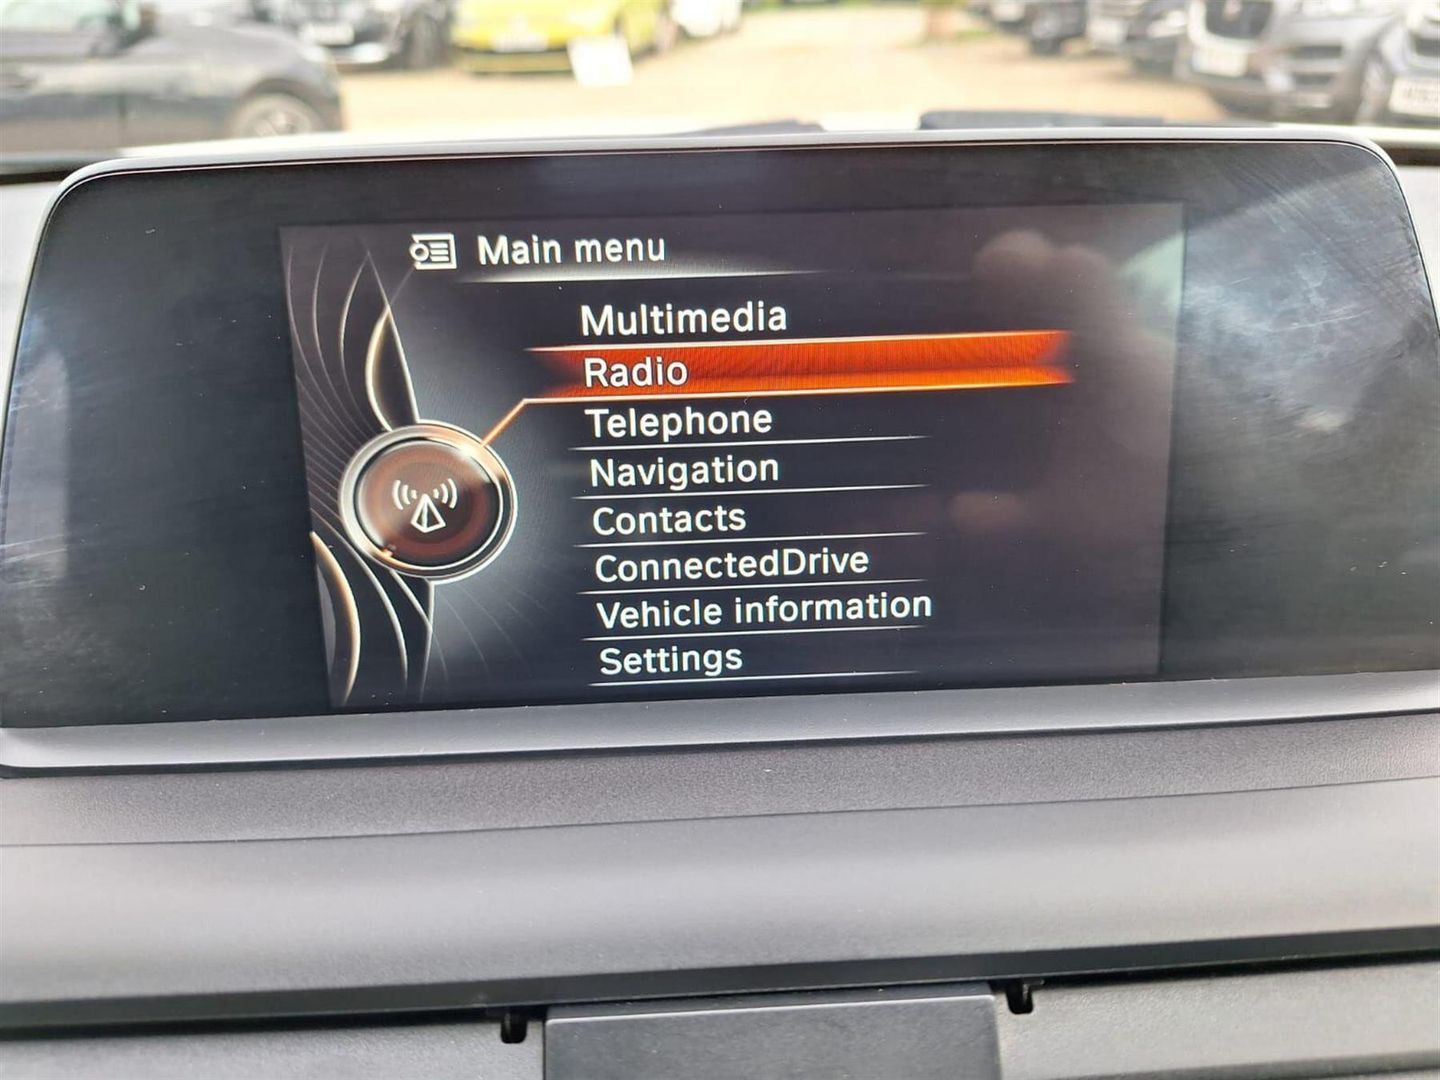 Main menu
Multimedia
Radio
Telephone
Navigation
Contacts
ConnectedDrive
Vehicle information
Settings